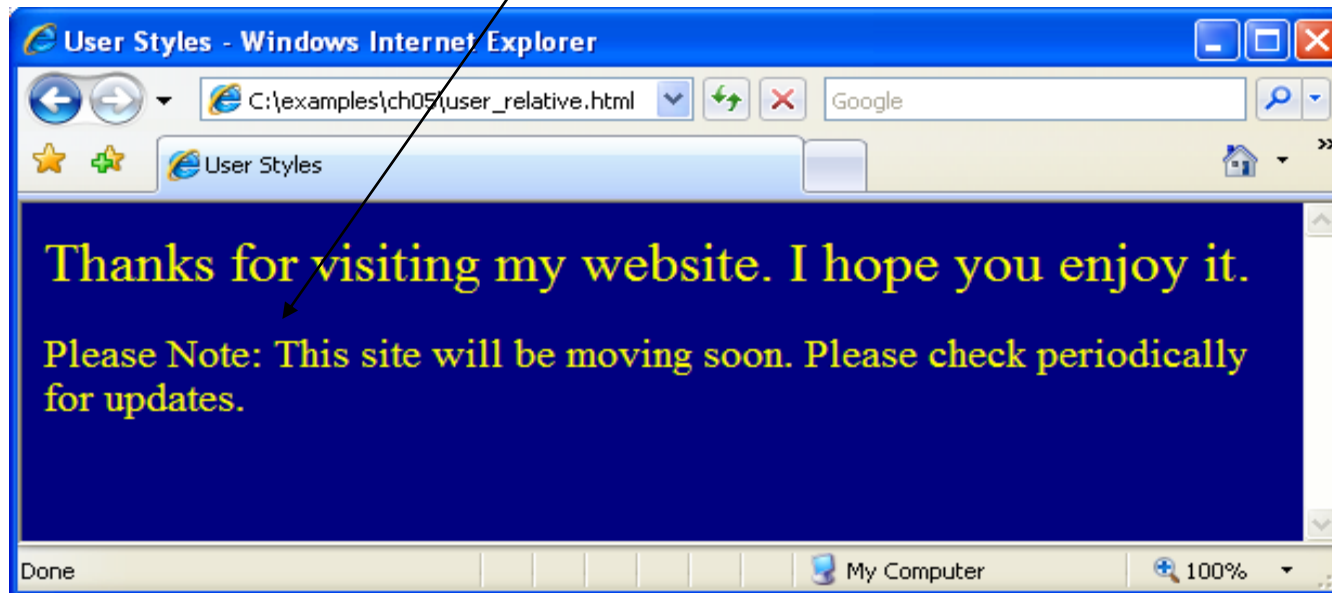 User Styles - Windows Internet Explorer
C:\examples\ch05\user_relative.html
Google
User Styles
Thanks for visiting my website. I hope you enjoy it.
Please Note: This site will be moving soon. Please check periodically
for updates.
Done
My Computer
100%